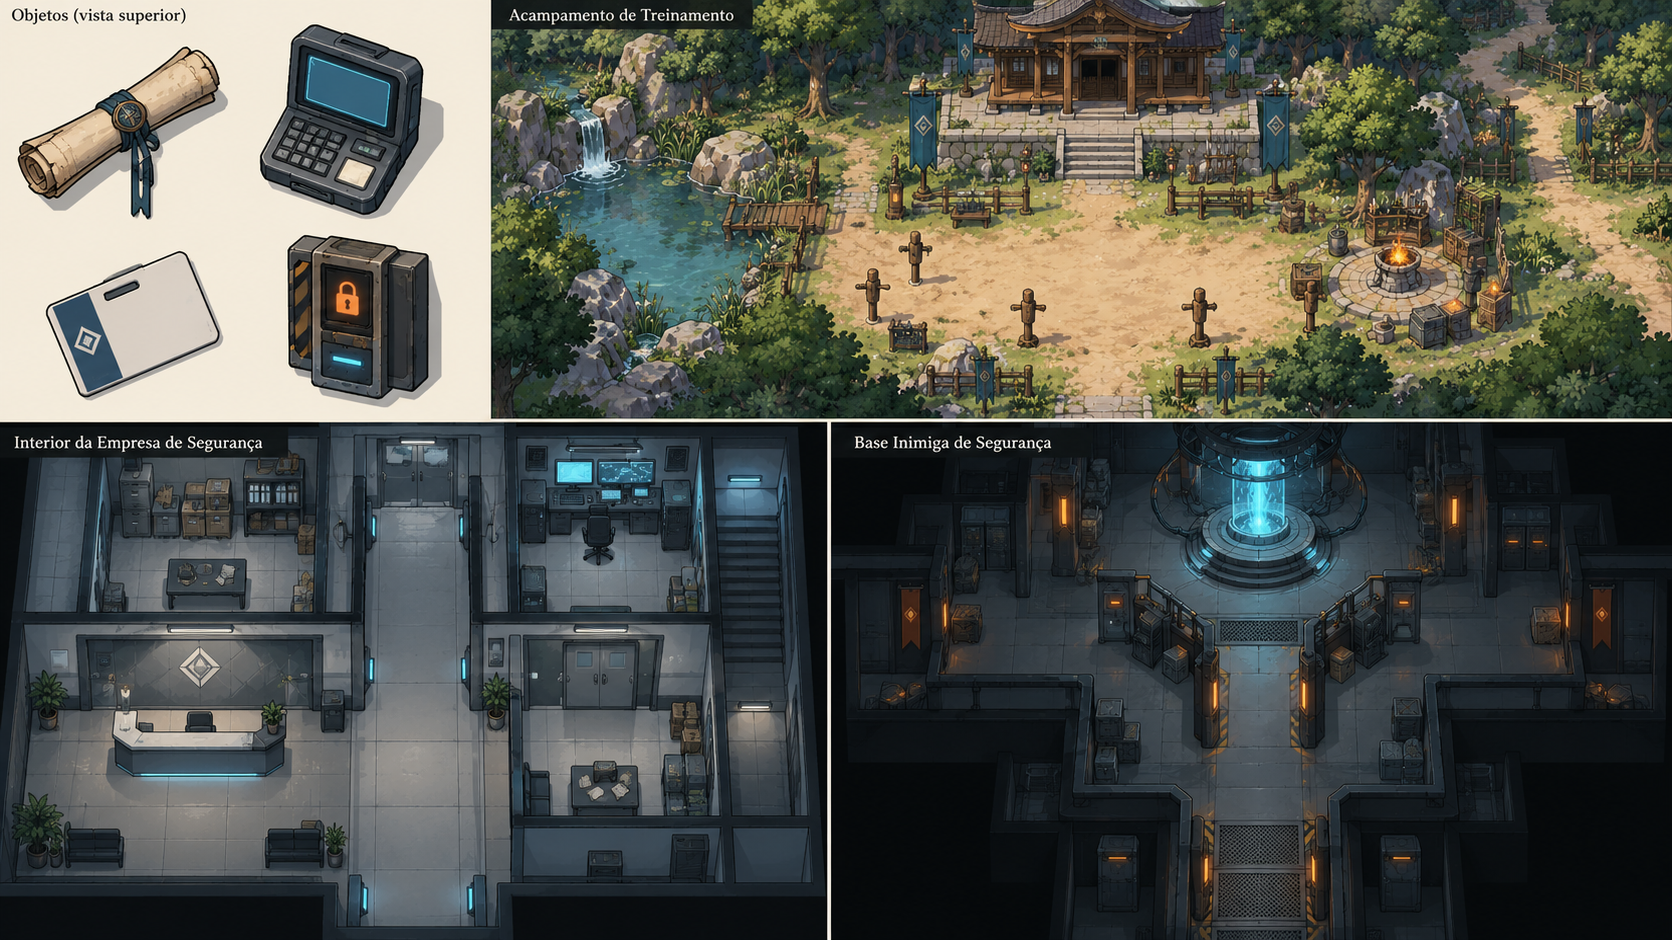 Objetos (vista superior)
Acampamento de Treinamento
Interior da Empresa de Segurança
Base Inimiga de Segurança